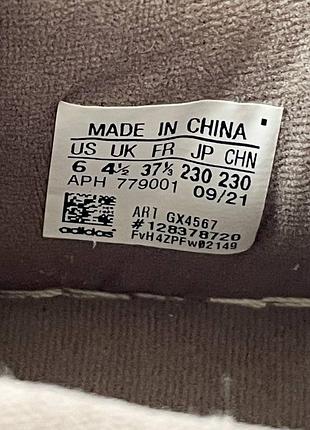 MADE IN CHINA
US UK FR JP CHN
6 4½ 37⅓ 230 230
APH 779001 09/21
ART GX4567
#128378720
adidas FvH4ZPFw02149